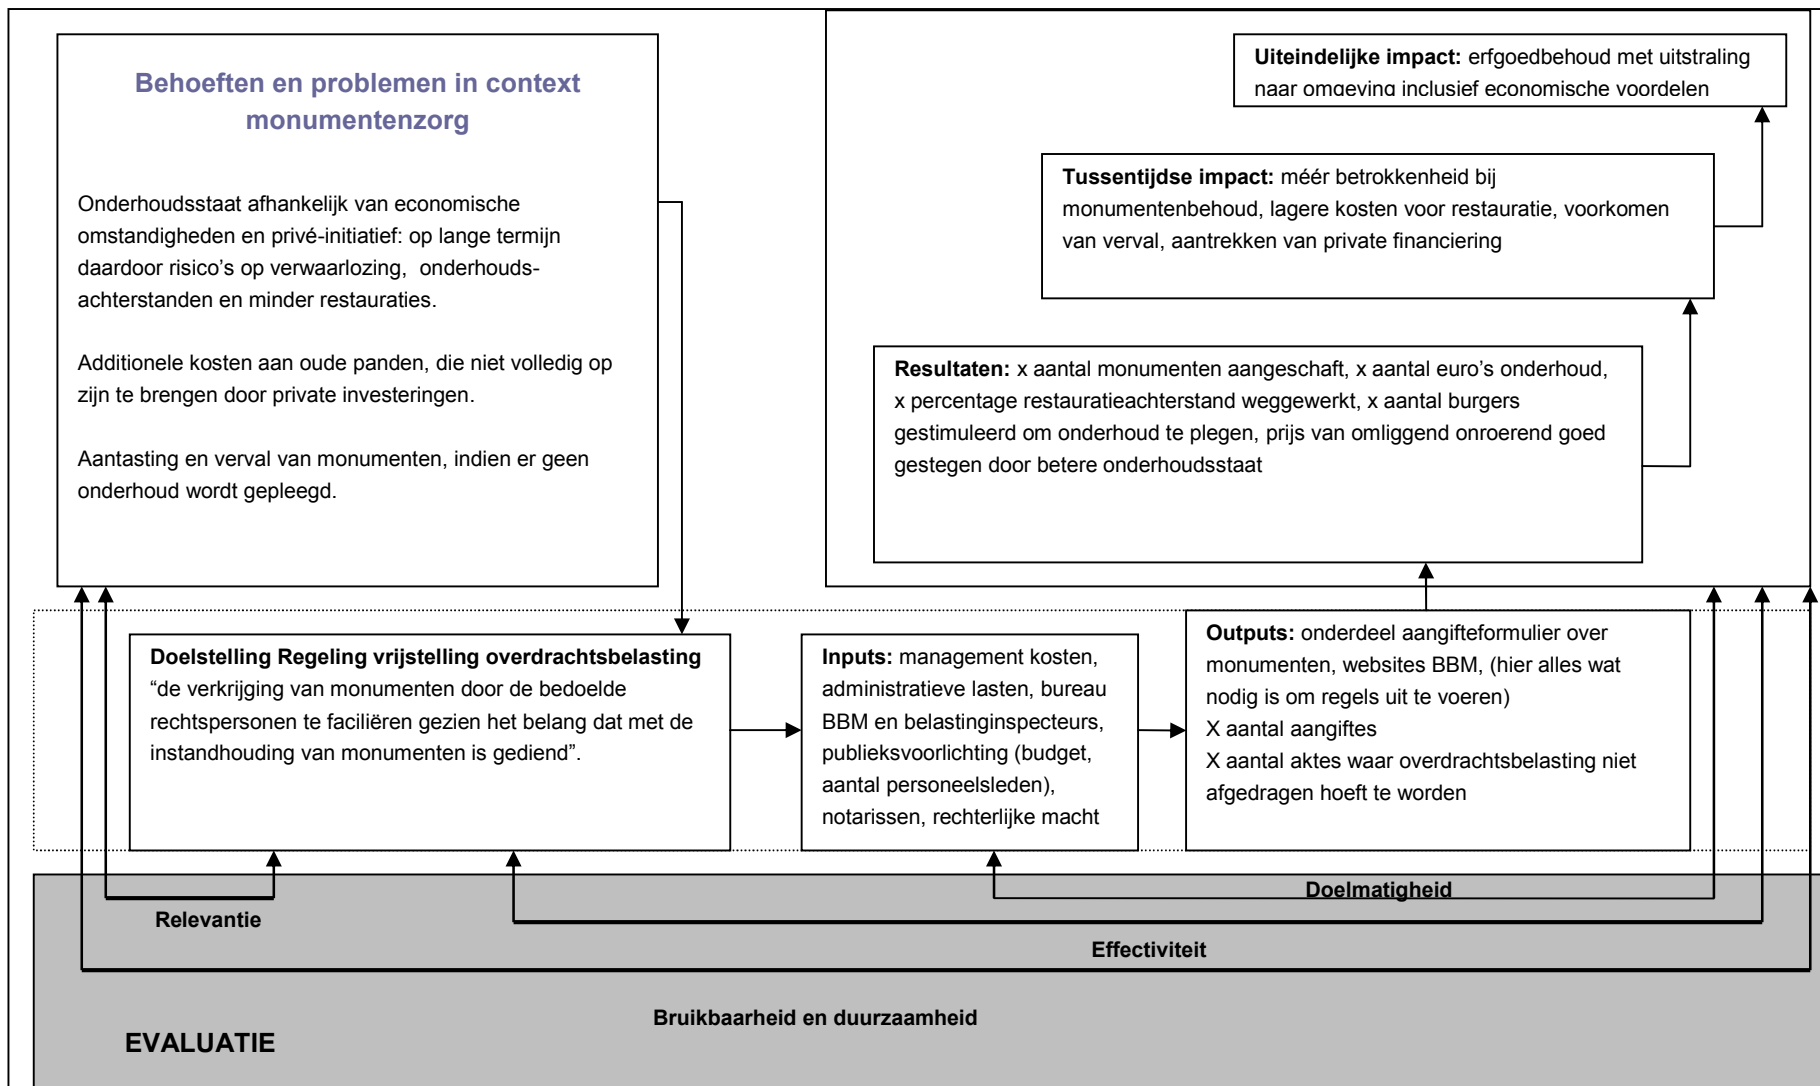 Behoeften en problemen in context
monumentenzorg
Onderhoudsstaat afhankelijk van economische
omstandigheden en privé-initiatief: op lange termijn
daardoor risico’s op verwaarlozing, onderhouds-
achterstanden en minder restauraties.
Additionele kosten aan oude panden, die niet volledig op
zijn te brengen door private investeringen.
Aantasting en verval van monumenten, indien er geen
onderhoud wordt gepleegd.
Uiteindelijke impact: erfgoedbehoud met uitstraling
naar omgeving inclusief economische voordelen
Tussentijdse impact: méér betrokkenheid bij
monumentenbehoud, lagere kosten voor restauratie, voorkomen
van verval, aantrekken van private financiering
Resultaten: x aantal monumenten aangeschaft, x aantal euro’s onderhoud,
x percentage restauratieachterstand weggewerkt, x aantal burgers
gestimuleerd om onderhoud te plegen, prijs van omliggend onroerend goed
gestegen door betere onderhoudsstaat
Doelstelling Regeling vrijstelling overdrachtsbelasting
“de verkrijging van monumenten door de bedoelde
rechtspersonen te faciliëren gezien het belang dat met de
instandhouding van monumenten is gediend”.
Inputs: management kosten,
administratieve lasten, bureau
BBM en belastinginspecteurs,
publieksvoorlichting (budget,
aantal personeelsleden),
notarissen, rechterlijke macht
Outputs: onderdeel aangifteformulier over
monumenten, websites BBM, (hier alles wat
nodig is om regels uit te voeren)
X aantal aangiftes
X aantal aktes waar overdrachtsbelasting niet
afgedragen hoeft te worden
Doelmatigheid
Relevantie
Effectiviteit
Bruikbaarheid en duurzaamheid
EVALUATIE